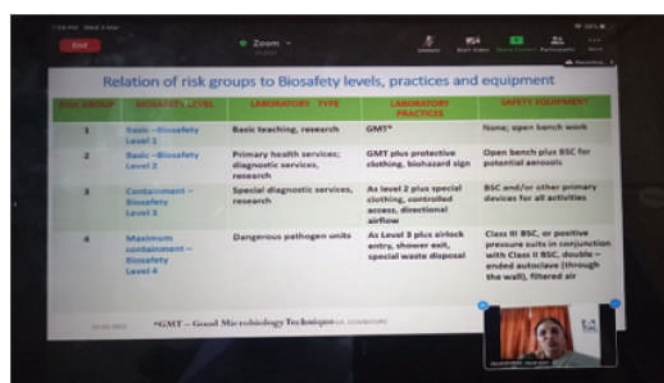 End
Zoom
Relation of risk groups to Biosafety levels, practices and equipment
RISK GROUP BIOSAFETY LEVEL LABORATORY TYPE LABORATORY PRACTICES SAFETY EQUIPMENT
1 Basic –Biosafety Level 1 Basic teaching, research GMT* None; open bench work
2 Basic –Biosafety Level 2 Primary health services; diagnostic services, research GMT plus protective clothing, biohazard sign Open bench plus BSC for potential aerosols
3 Containment – Biosafety Level 3 Special diagnostic services, research As level 2 plus special clothing, controlled access, directional airflow BSC and/or other primary devices for all activities
4 Maximum containment – Biosafety Level 4 Dangerous pathogen units As Level 3 plus airlock entry, shower exit, special waste disposal Class III BSC, or positive pressure suits in conjunction with Class II BSC, double – ended autoclave (through the wall), filtered air
*GMT – Good Microbiology Technique